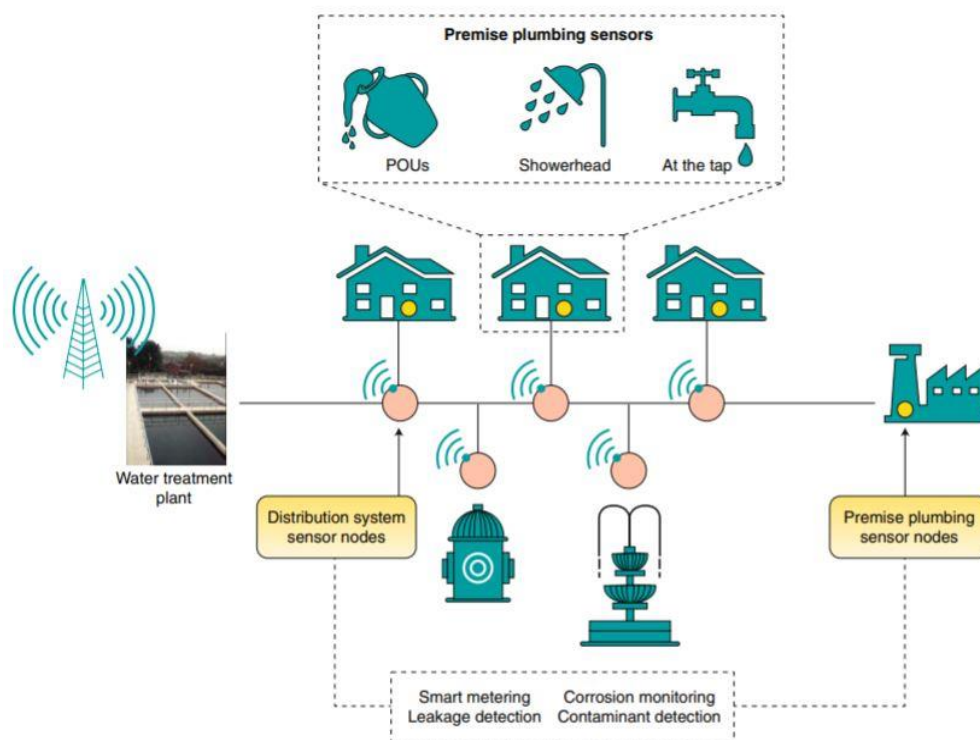 Premise plumbing sensors
POUs
Showerhead
At the tap
Water treatment
plant
Distribution system
sensor nodes
Premise plumbing
sensor nodes
Smart metering
Leakage detection
Corrosion monitoring
Contaminant detection